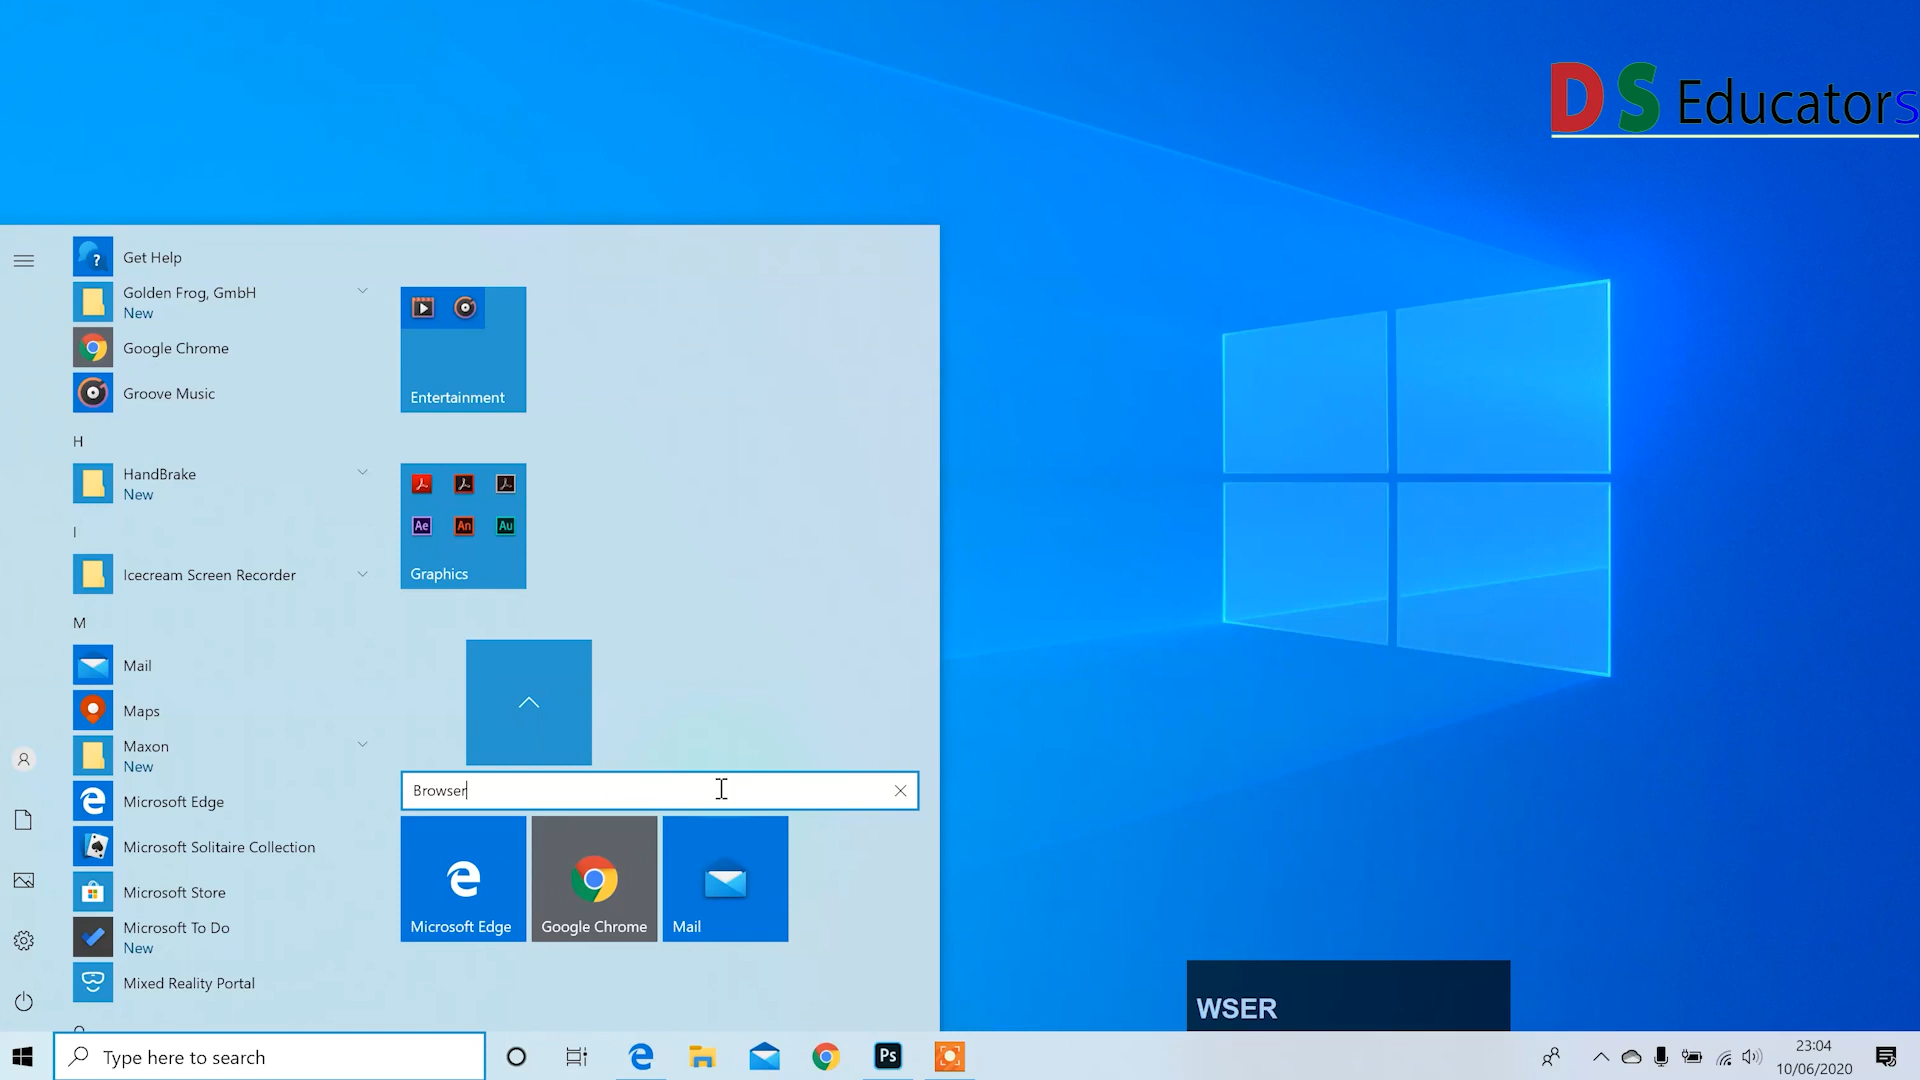 DS Educators
Get Help
Golden Frog, GmbH
New
Google Chrome
Groove Music
H
HandBrake
New
I
Icecream Screen Recorder
M
Mail
Maps
Maxon
New
Microsoft Edge
Microsoft Solitaire Collection
Microsoft Store
Microsoft To Do
New
Mixed Reality Portal
Entertainment
Ae An Au
Graphics
Browser
Microsoft Edge
Google Chrome
Mail
WSER
Type here to search
Ps
23:04
10/06/2020